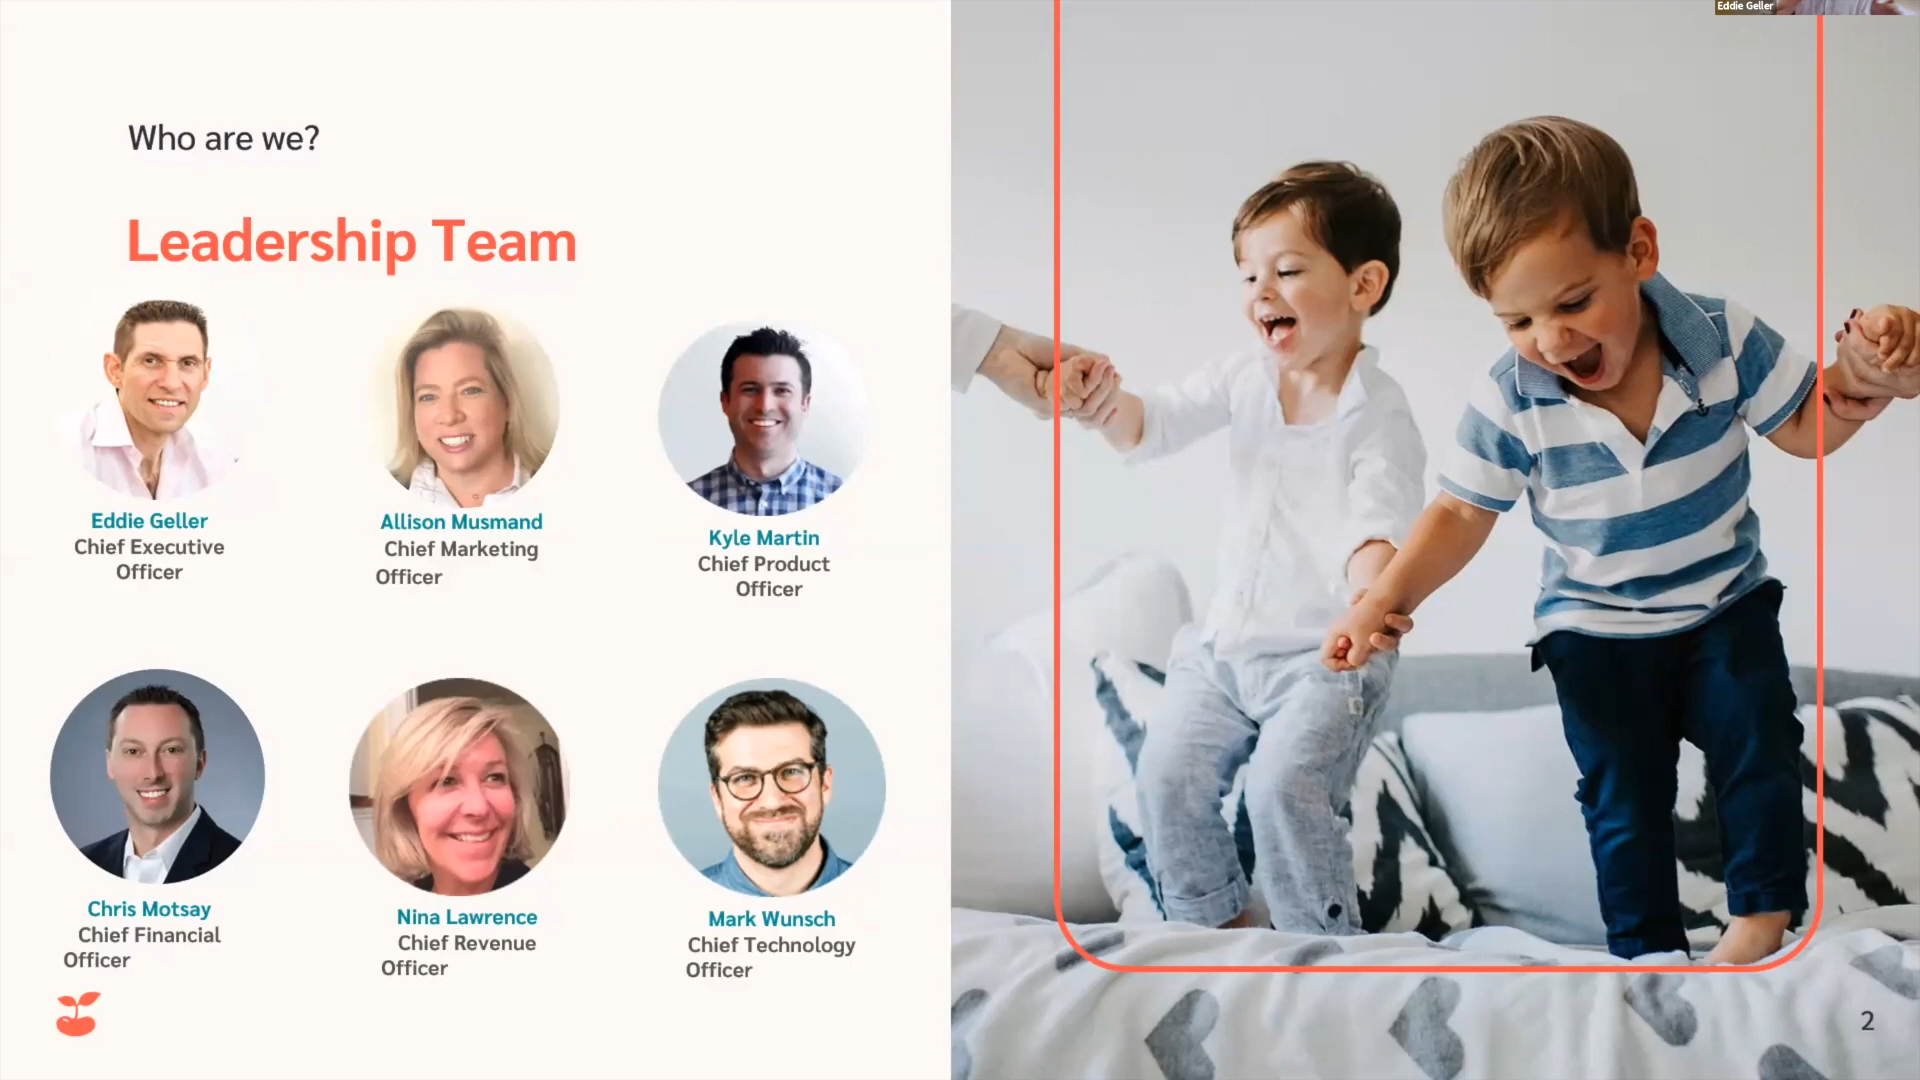 Eddie Geller
Who are we?
Leadership Team
Eddie Geller
Chief Executive
Officer
Allison Musmand
Chief Marketing
Officer
Kyle Martin
Chief Product
Officer
Chris Motsay
Chief Financial
Officer
Nina Lawrence
Chief Revenue
Officer
Mark Wunsch
Chief Technology
Officer
2